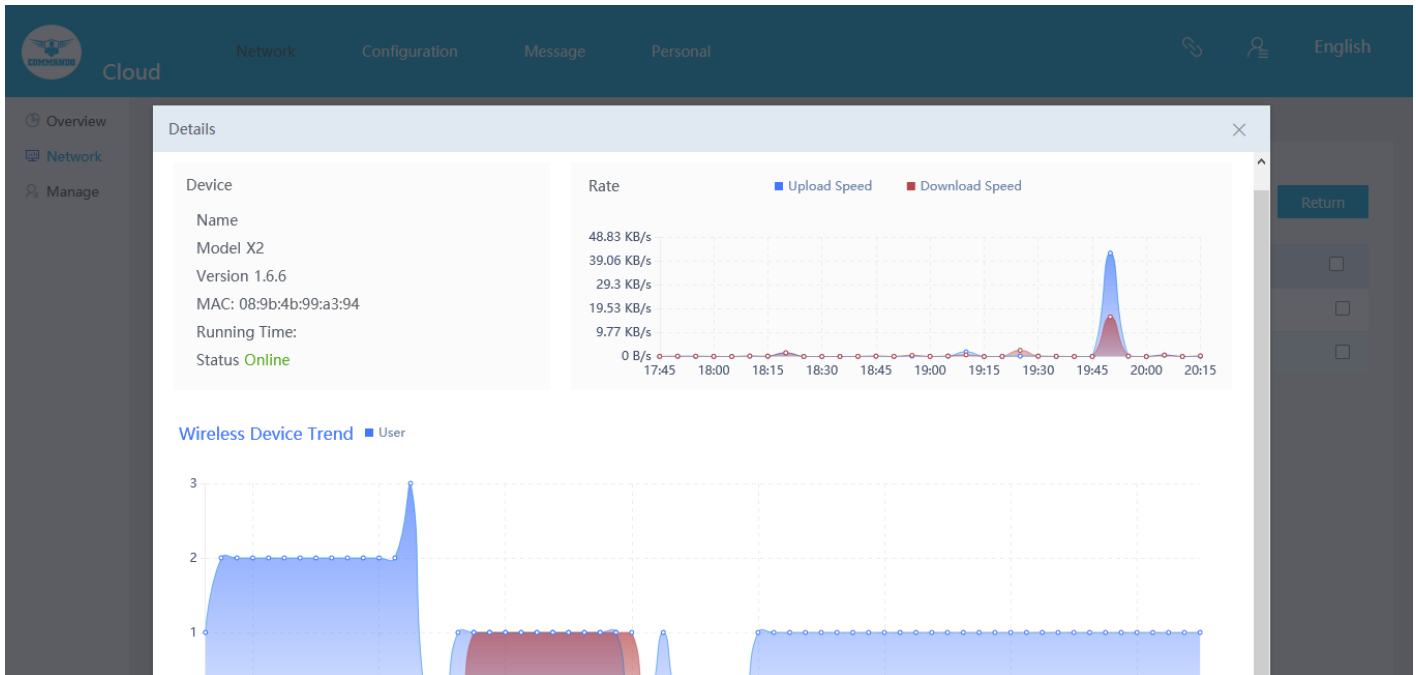 COMMANDO
Cloud
Network Configuration Message Personal English
Overview
Network
Manage
Details
Return
Device
Name
Model X2
Version 1.6.6
MAC: 08:9b:4b:99:a3:94
Running Time:
Status Online
Rate Upload Speed Download Speed
48.83 KB/s
39.06 KB/s
29.3 KB/s
19.53 KB/s
9.77 KB/s
0 B/s
17:45 18:00 18:15 18:30 18:45 19:00 19:15 19:30 19:45 20:00 20:15
Wireless Device Trend User
3
2
1